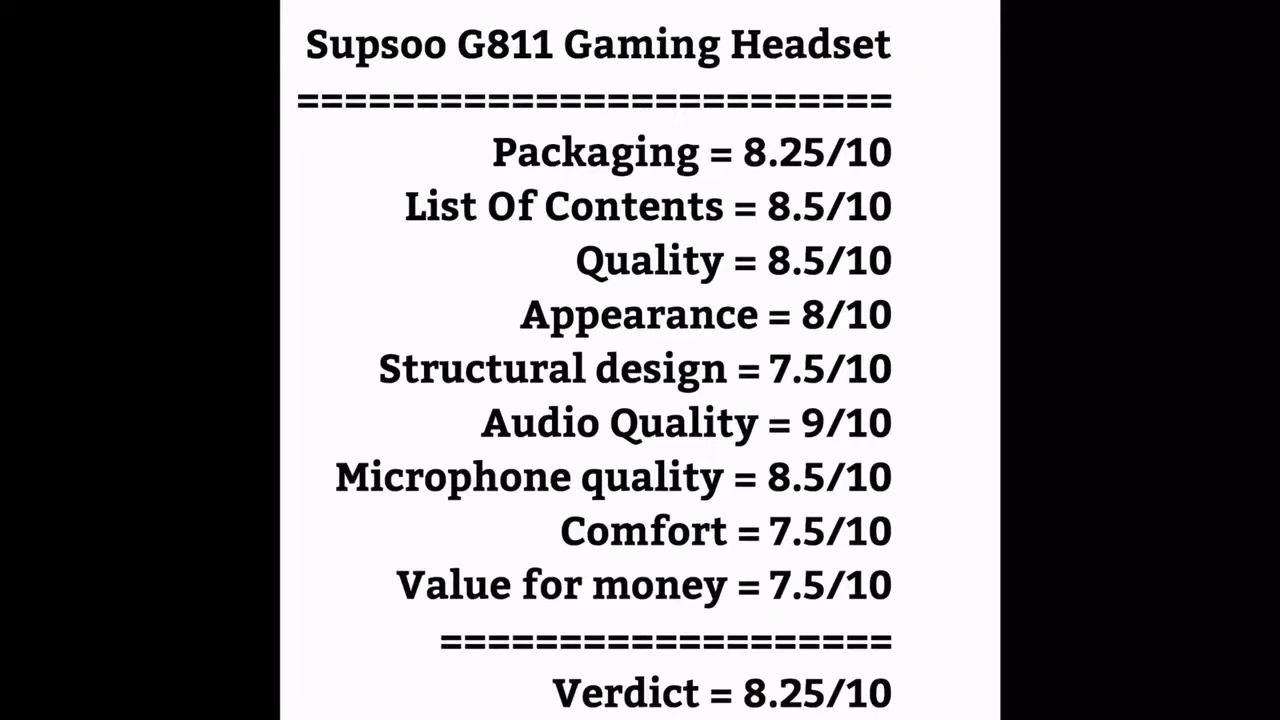 Supsoo G811 Gaming Headset
=========================
Packaging = 8.25/10
List Of Contents = 8.5/10
Quality = 8.5/10
Appearance = 8/10
Structural design = 7.5/10
Audio Quality = 9/10
Microphone quality = 8.5/10
Comfort = 7.5/10
Value for money = 7.5/10
===================
Verdict = 8.25/10